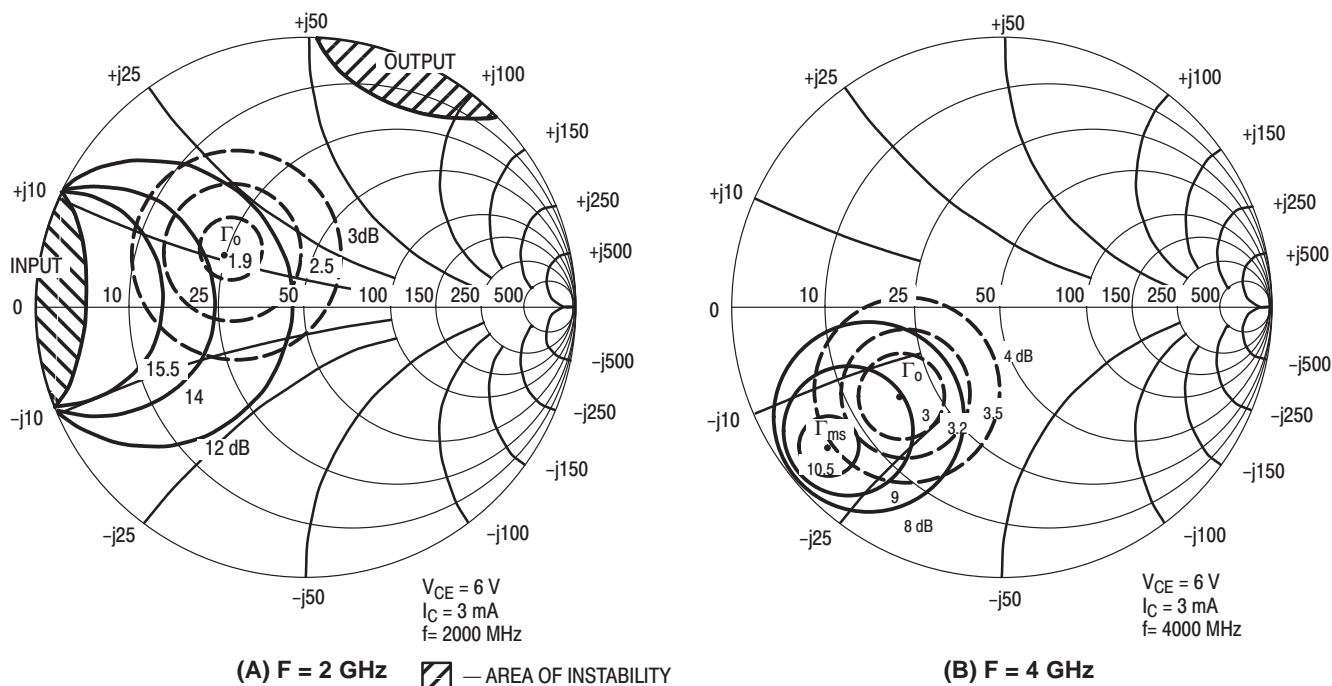 +j50
OUTPUT
+j25
+j100
+j150
+j10
+j250
Γo
3dB
+j500
INPUT
1.9
2.5
0
10
25
50
100
150
250
500
–j500
15.5
14
–j10
–j250
12 dB
–j150
–j25
–j100
–j50
VCE = 6 V
IC = 3 mA
f= 2000 MHz
(A) F = 2 GHz
— AREA OF INSTABILITY
+j50
+j25
+j100
+j150
+j10
+j250
+j500
0
10
25
50
100
150
250
500
4 dB
–j500
Γo
–j10
3
3.2
3.5
–j250
Γms
10.5
–j150
9
8 dB
–j25
–j100
–j50
VCE = 6 V
IC = 3 mA
f= 4000 MHz
(B) F = 4 GHz